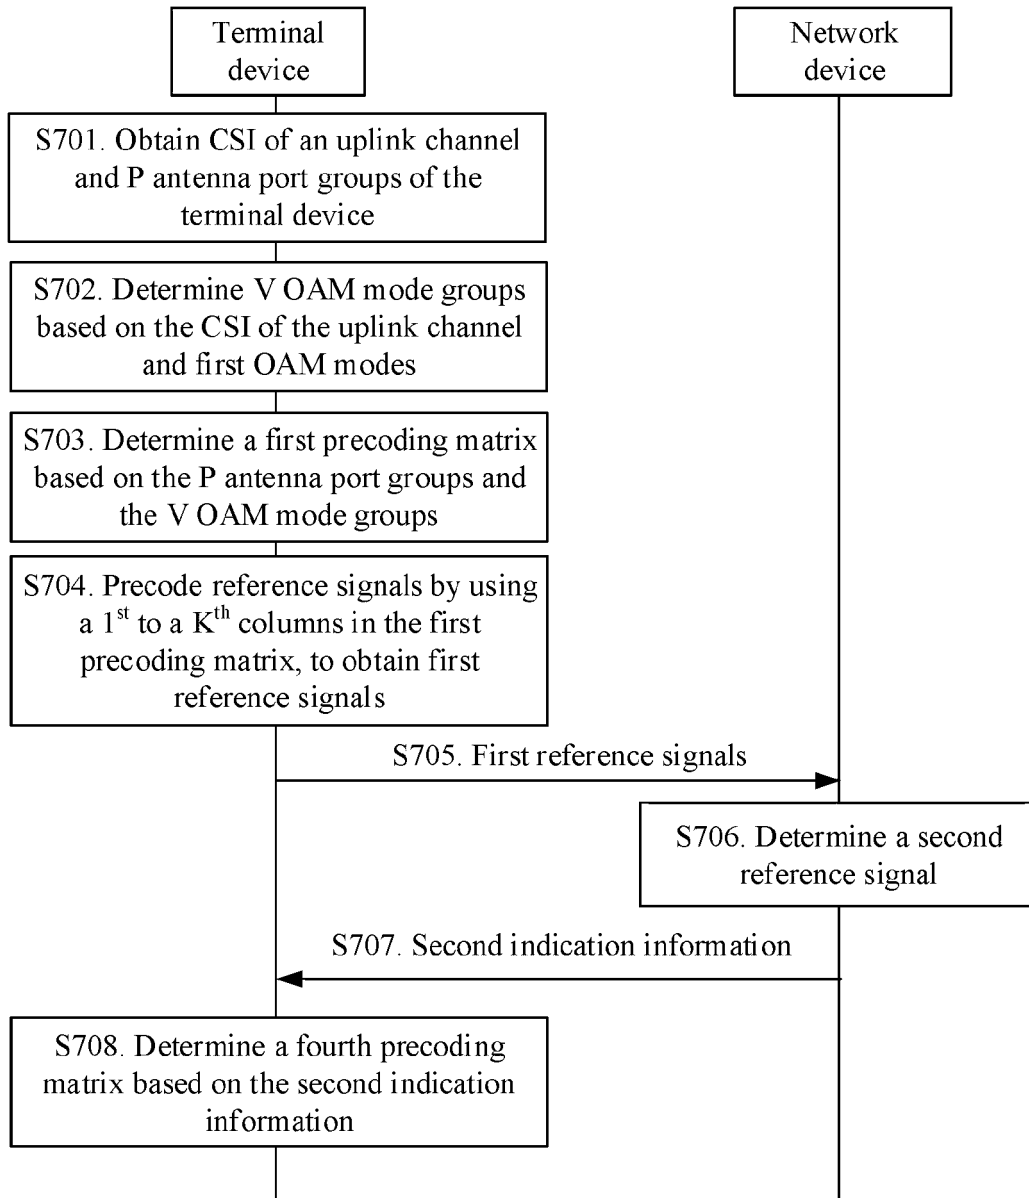 Terminal
device
Network
device
S701. Obtain CSI of an uplink channel
and P antenna port groups of the
terminal device
S702. Determine V OAM mode groups
based on the CSI of the uplink channel
and first OAM modes
S703. Determine a first precoding matrix
based on the P antenna port groups and
the V OAM mode groups
S704. Precode reference signals by using
a 1st to a Kth columns in the first
precoding matrix, to obtain first
reference signals
S705. First reference signals
S706. Determine a second
reference signal
S707. Second indication information
S708. Determine a fourth precoding
matrix based on the second indication
information